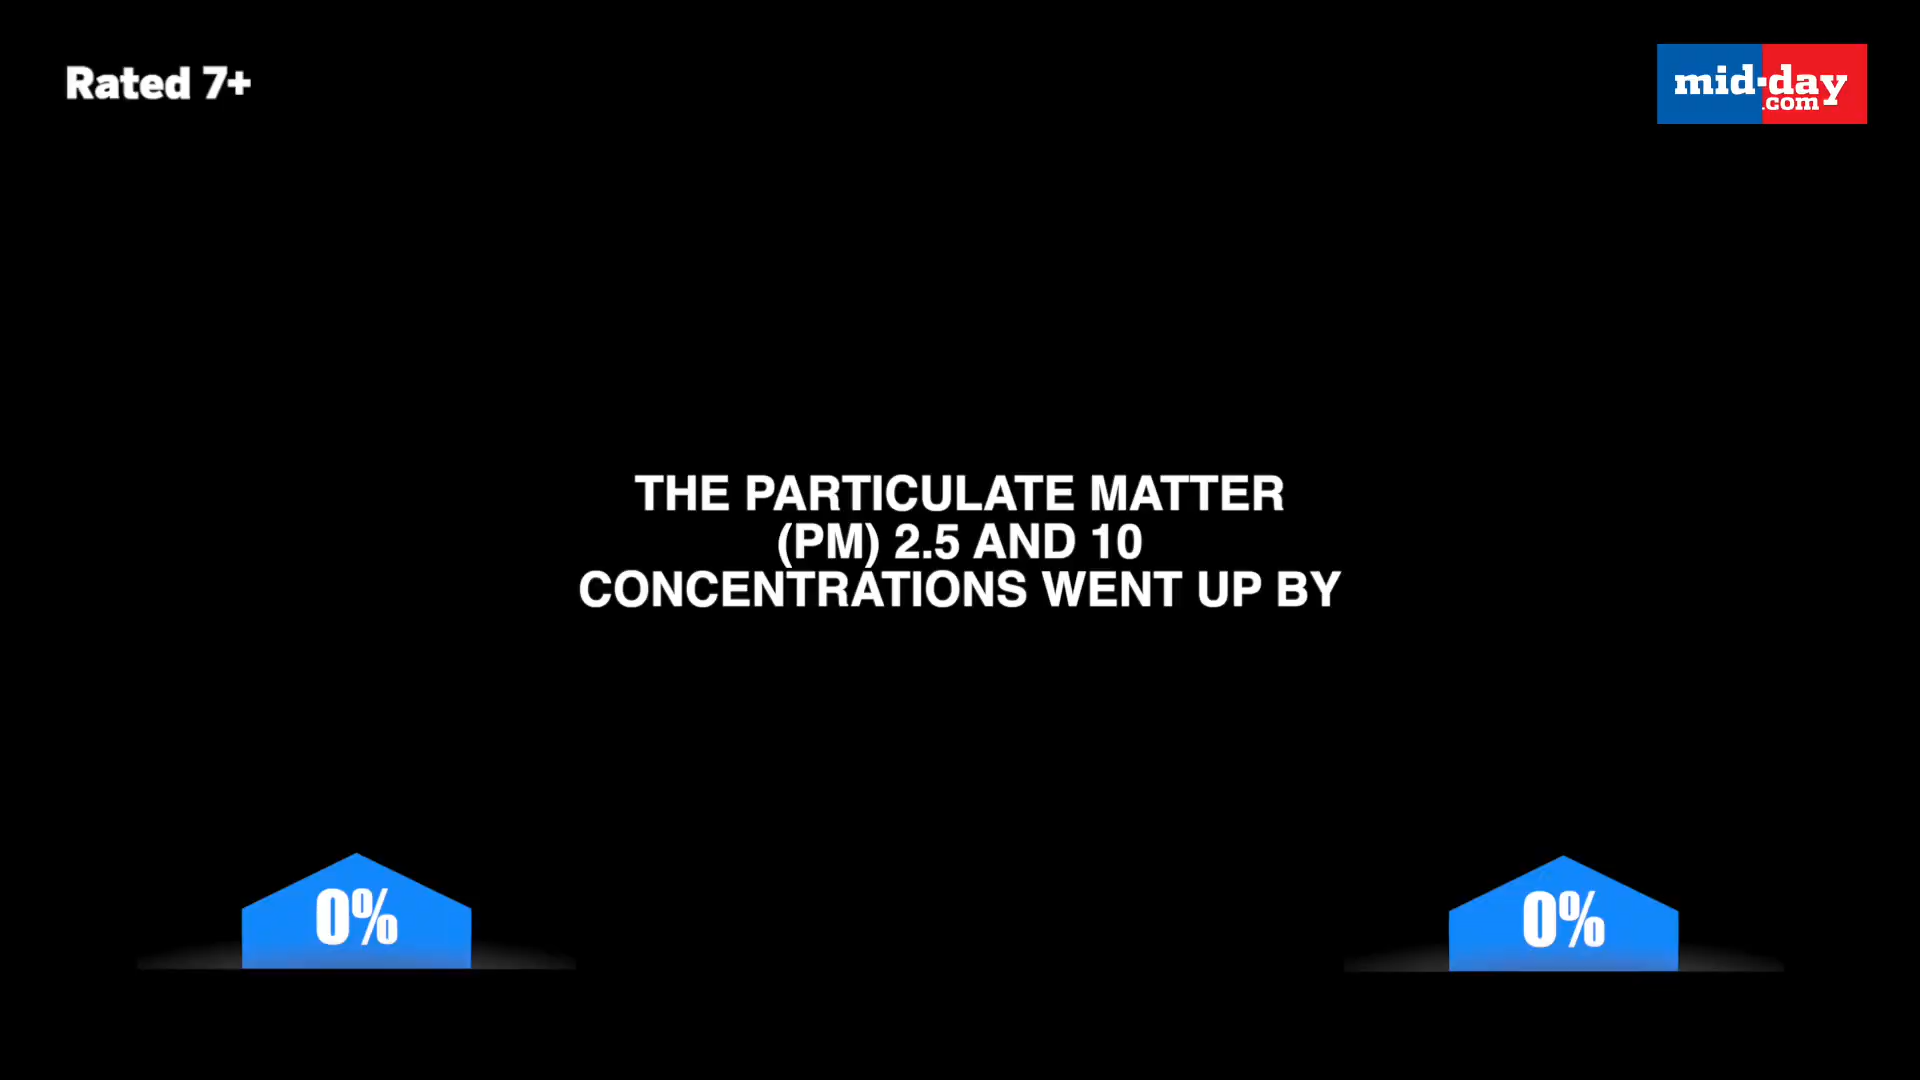 Rated 7+
mid-day
.com
THE PARTICULATE MATTER
(PM) 2.5 AND 10
CONCENTRATIONS WENT UP BY
0%
0%